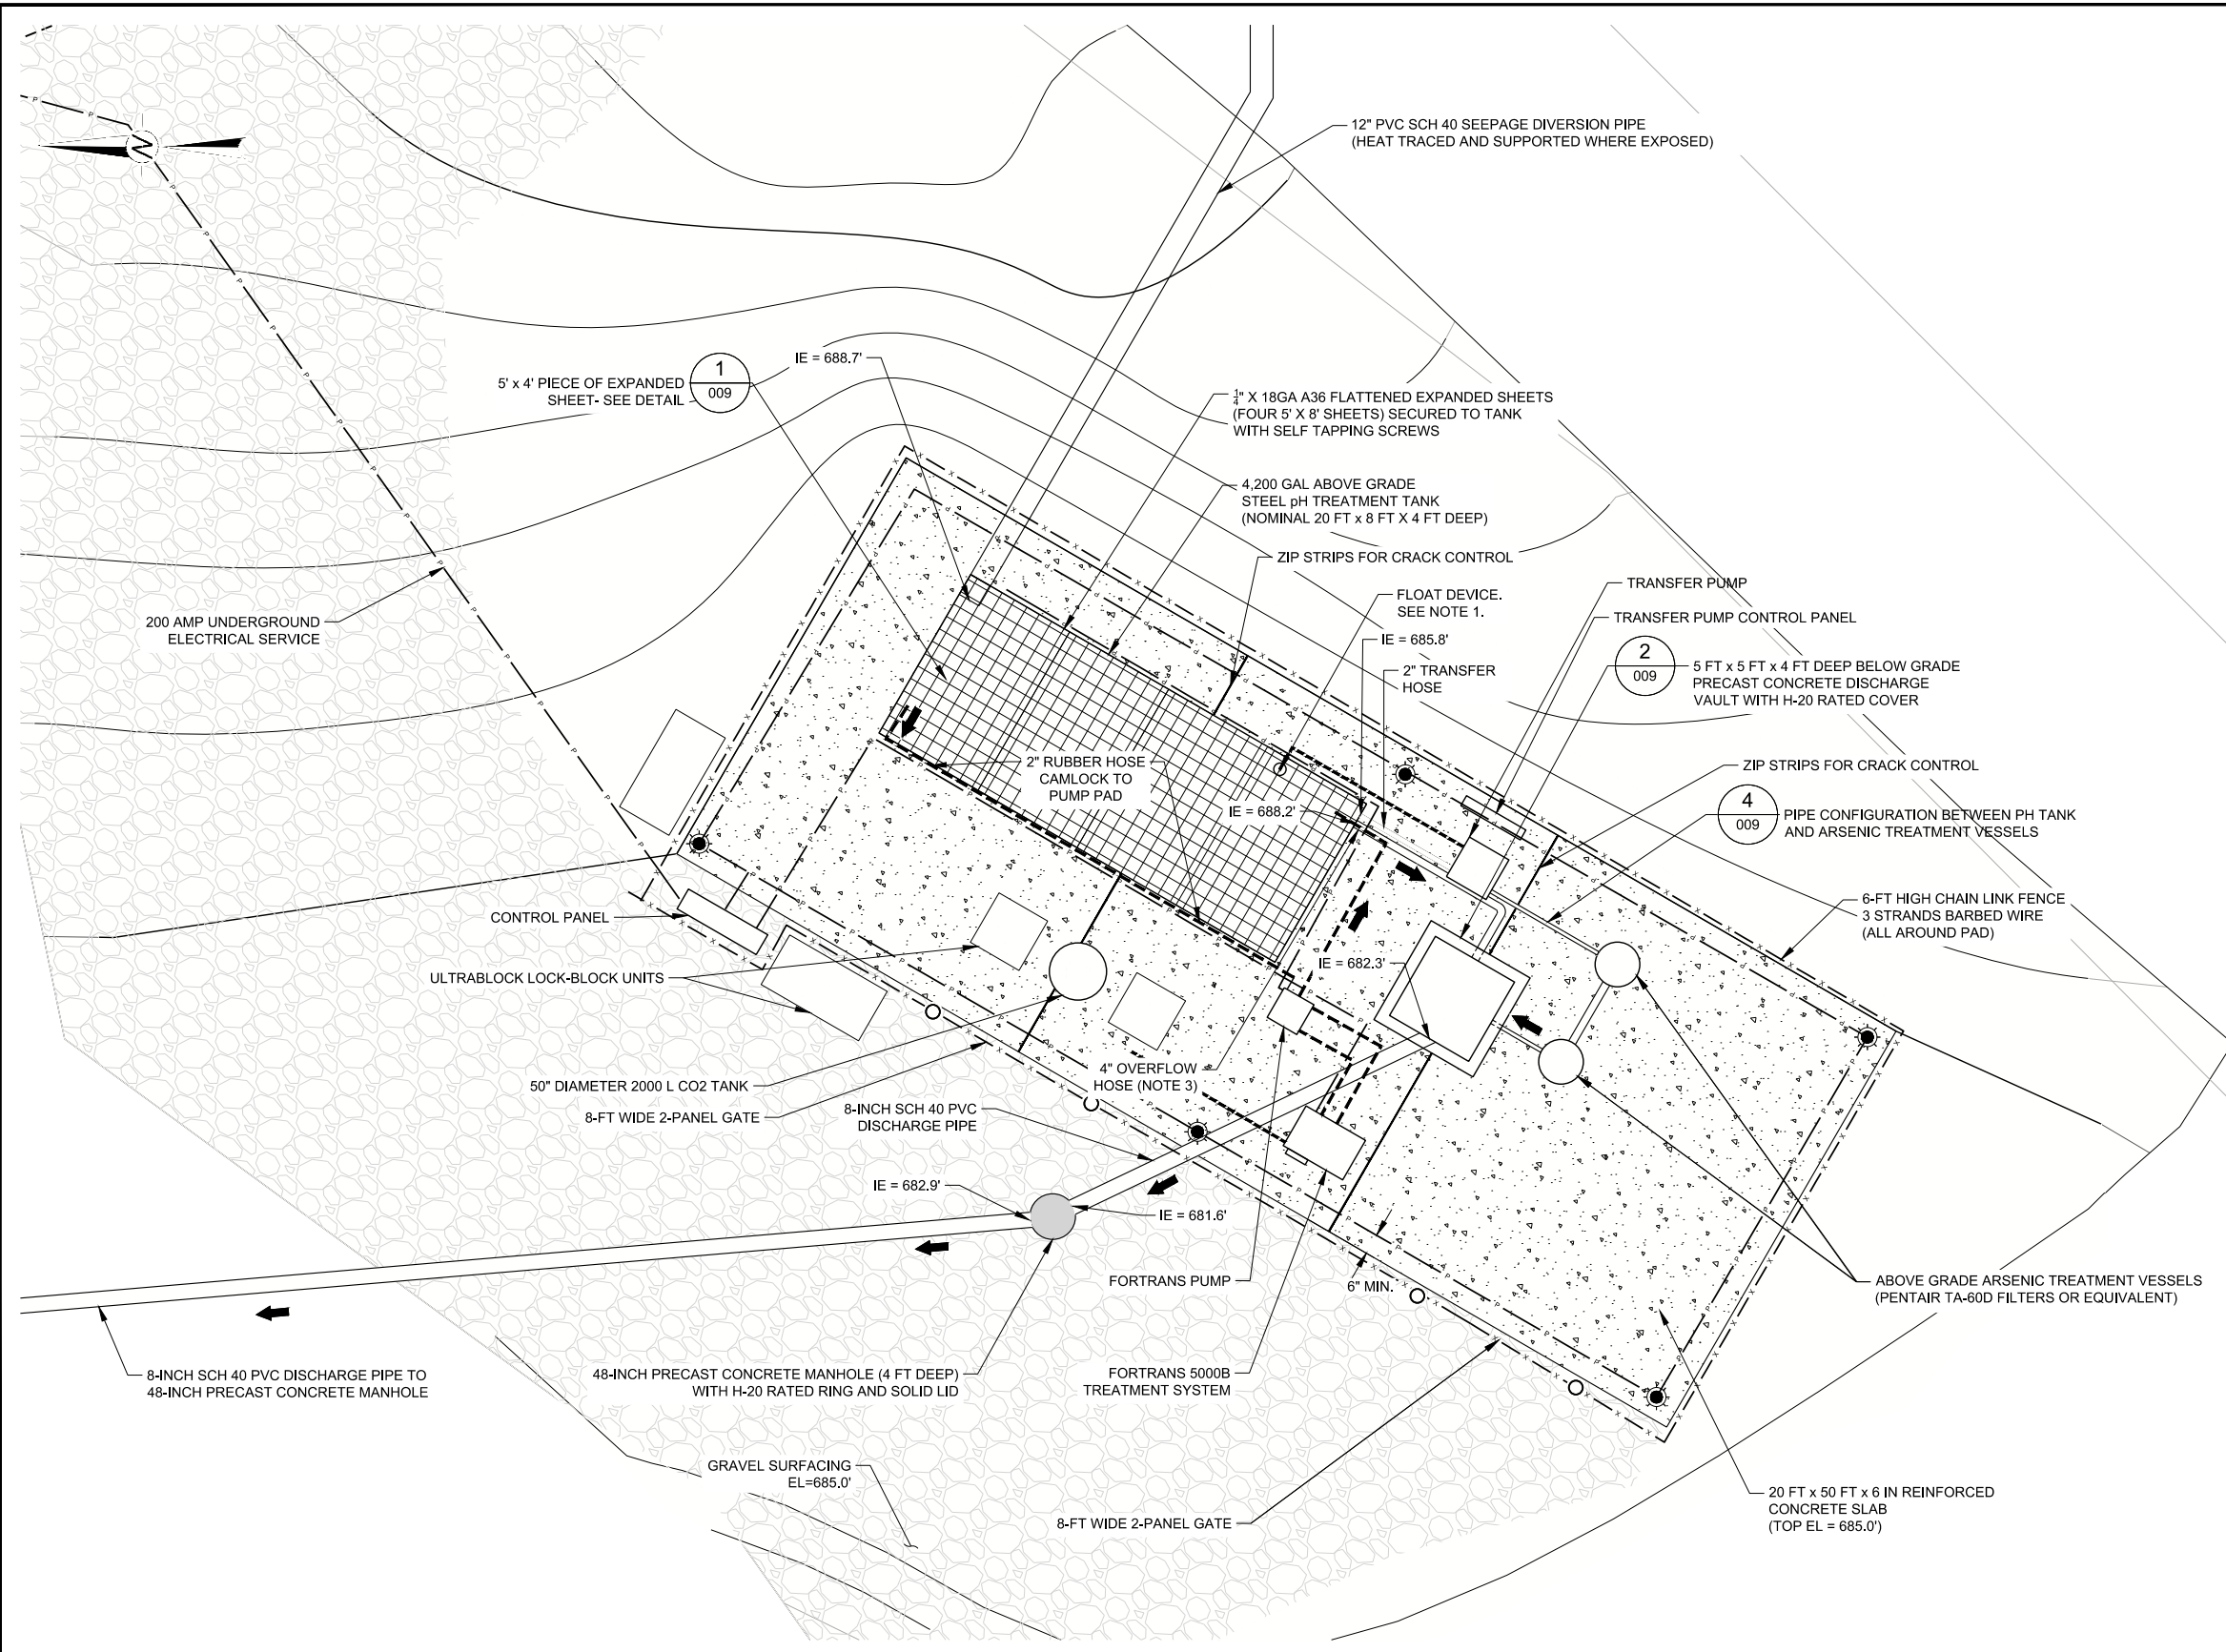 N
12" PVC SCH 40 SEEPAGE DIVERSION PIPE
(HEAT TRACED AND SUPPORTED WHERE EXPOSED)
IE = 688.7'
1
009
5' x 4' PIECE OF EXPANDED
SHEET- SEE DETAIL
1/4" X 18GA A36 FLATTENED EXPANDED SHEETS
(FOUR 5' X 8' SHEETS) SECURED TO TANK
WITH SELF TAPPING SCREWS
4,200 GAL ABOVE GRADE
STEEL pH TREATMENT TANK
(NOMINAL 20 FT x 8 FT X 4 FT DEEP)
ZIP STRIPS FOR CRACK CONTROL
TRANSFER PUMP
FLOAT DEVICE.
SEE NOTE 1.
TRANSFER PUMP CONTROL PANEL
200 AMP UNDERGROUND
ELECTRICAL SERVICE
IE = 685.8'
2
009
5 FT x 5 FT x 4 FT DEEP BELOW GRADE
PRECAST CONCRETE DISCHARGE
VAULT WITH H-20 RATED COVER
2" TRANSFER
HOSE
2" RUBBER HOSE
CAMLOCK TO
PUMP PAD
ZIP STRIPS FOR CRACK CONTROL
IE = 688.2'
4
009
PIPE CONFIGURATION BETWEEN PH TANK
AND ARSENIC TREATMENT VESSELS
6-FT HIGH CHAIN LINK FENCE
3 STRANDS BARBED WIRE
(ALL AROUND PAD)
CONTROL PANEL
IE = 682.3'
ULTRABLOCK LOCK-BLOCK UNITS
50" DIAMETER 2000 L CO2 TANK
4" OVERFLOW
HOSE (NOTE 3)
8-FT WIDE 2-PANEL GATE
8-INCH SCH 40 PVC
DISCHARGE PIPE
IE = 682.9'
IE = 681.6'
FORTRANS PUMP
6" MIN.
ABOVE GRADE ARSENIC TREATMENT VESSELS
(PENTAIR TA-60D FILTERS OR EQUIVALENT)
8-INCH SCH 40 PVC DISCHARGE PIPE TO
48-INCH PRECAST CONCRETE MANHOLE
48-INCH PRECAST CONCRETE MANHOLE (4 FT DEEP)
WITH H-20 RATED RING AND SOLID LID
FORTRANS 5000B
TREATMENT SYSTEM
GRAVEL SURFACING
EL=685.0'
8-FT WIDE 2-PANEL GATE
20 FT x 50 FT x 6 IN REINFORCED
CONCRETE SLAB
(TOP EL = 685.0')